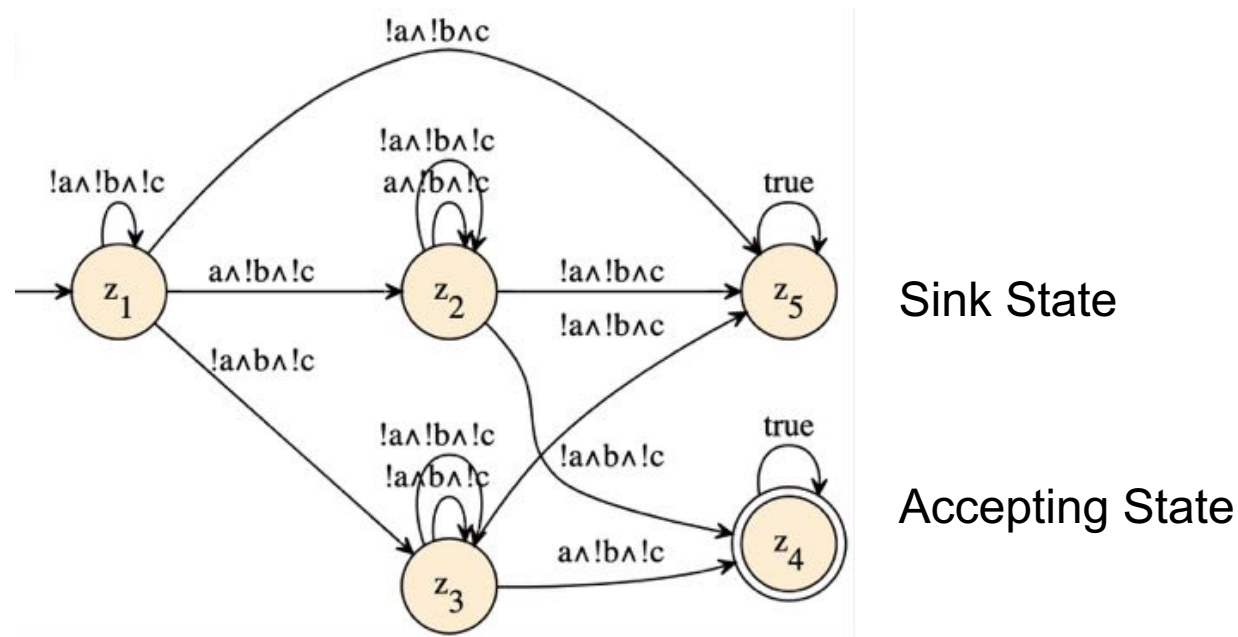 !a∧!b∧c
!a∧!b∧!c
!a∧!b∧!c
a∧!b∧!c
true
z1
a∧!b∧!c
z2
!a∧!b∧c
z5
Sink State
!a∧!b∧c
!a∧b∧!c
!a∧!b∧!c
!a∧b∧!c
!a∧b∧!c
true
Accepting State
z3
a∧!b∧!c
z4